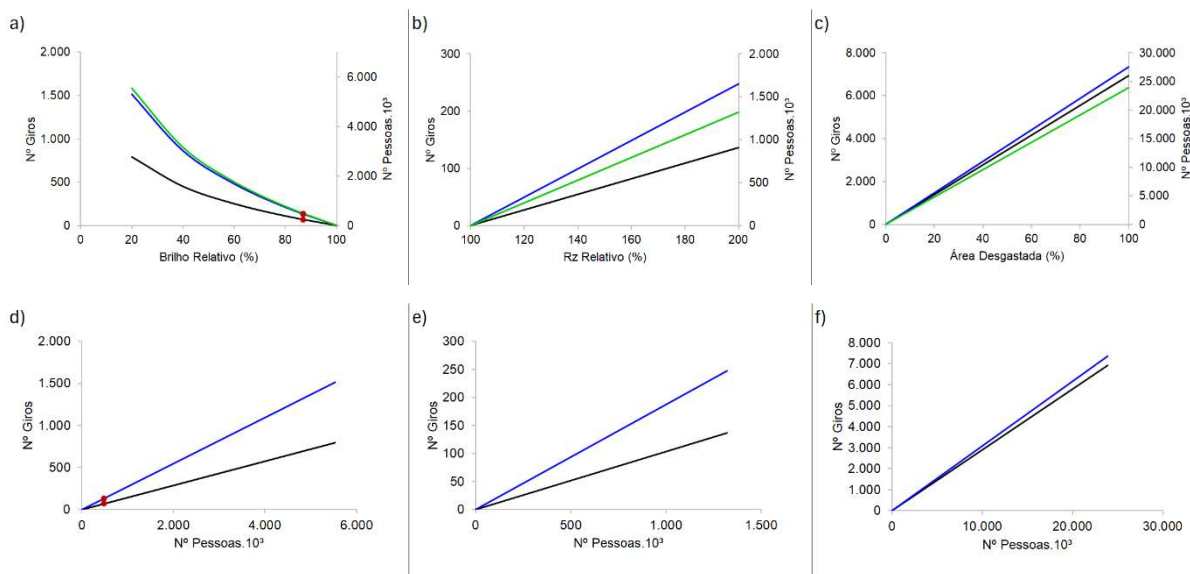 a)
2.000
1.500
1.000
500
0
Nº Giros
0 20 40 60 80 100
Brilho Relativo (%)
6.000
4.000
2.000
0
Nº Pessoas.10³
b)
300
200
100
0
Nº Giros
100 120 140 160 180 200
Rz Relativo (%)
2.000
1.500
1.000
500
0
Nº Pessoas.10³
c)
8.000
6.000
4.000
2.000
0
Nº Giros
0 20 40 60 80 100
Área Desgastada (%)
30.000
25.000
20.000
15.000
10.000
5.000
0
Nº Pessoas.10³
d)
2.000
1.500
1.000
500
0
Nº Giros
0 2.000 4.000 6.000
Nº Pessoas.10³
e)
300
250
200
150
100
50
0
Nº Giros
0 500 1.000 1.500
Nº Pessoas.10³
f)
8.000
7.000
6.000
5.000
4.000
3.000
2.000
1.000
0
Nº Giros
0 10.000 20.000 30.000
Nº Pessoas.10³